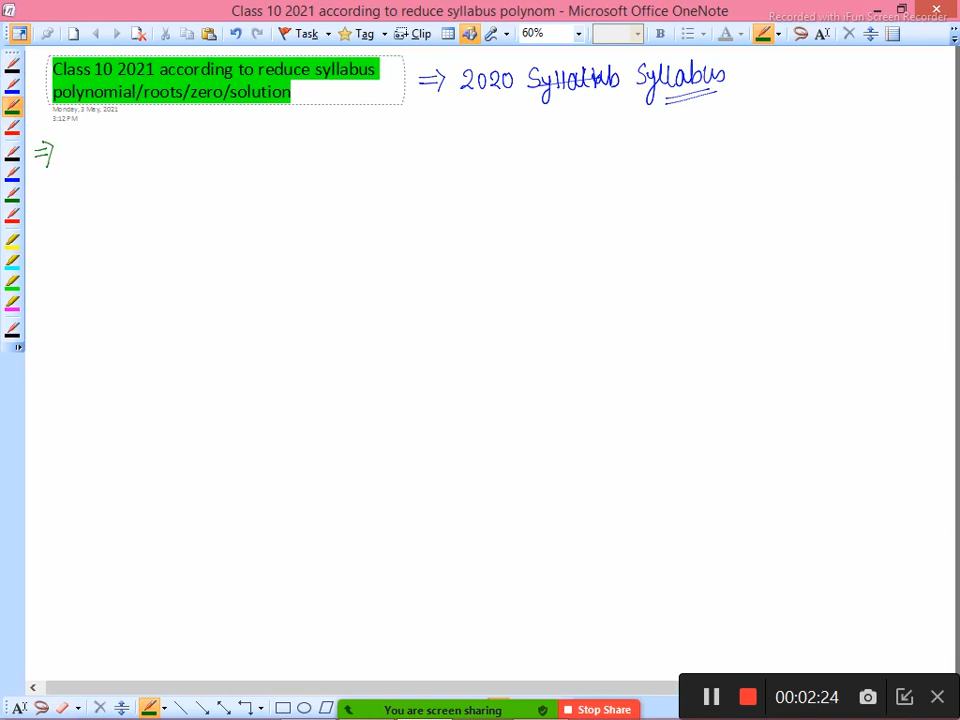 Class 10 2021 according to reduce syllabus polynom - Microsoft Office OneNote
Recorded with iFun Screen Recorder
Task Tag Clip 60% B A
Class 10 2021 according to reduce syllabus
polynomial/roots/zero/solution
⇒ 2020 Syllabus
Monday, 3 May, 2021
3:12 PM
⇒
You are screen sharing Stop Share
00:02:24